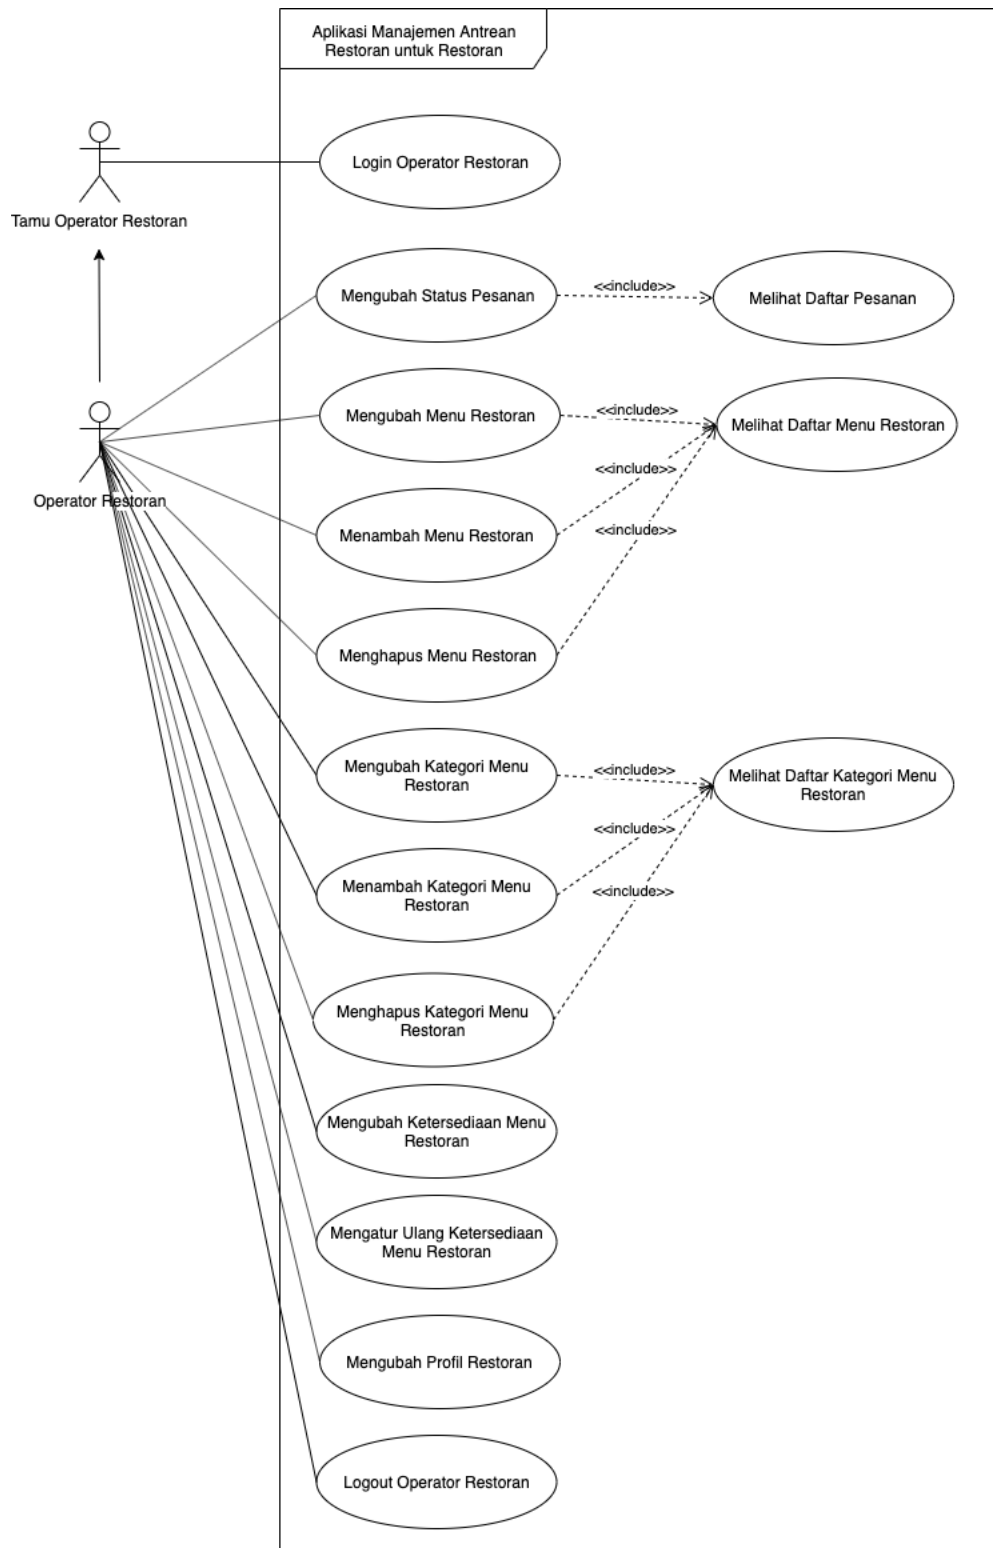 Aplikasi Manajemen Antrean
Restoran untuk Restoran
Login Operator Restoran
Tamu Operator Restoran
Mengubah Status Pesanan
<<include>>
Melihat Daftar Pesanan
Mengubah Menu Restoran
<<include>>
Melihat Daftar Menu Restoran
<<include>>
Operator Restoran
Menambah Menu Restoran
<<include>>
Menghapus Menu Restoran
Mengubah Kategori Menu
Restoran
<<include>>
Melihat Daftar Kategori Menu
Restoran
<<include>>
Menambah Kategori Menu
Restoran
<<include>>
Menghapus Kategori Menu
Restoran
Mengubah Ketersediaan Menu
Restoran
Mengatur Ulang Ketersediaan
Menu Restoran
Mengubah Profil Restoran
Logout Operator Restoran